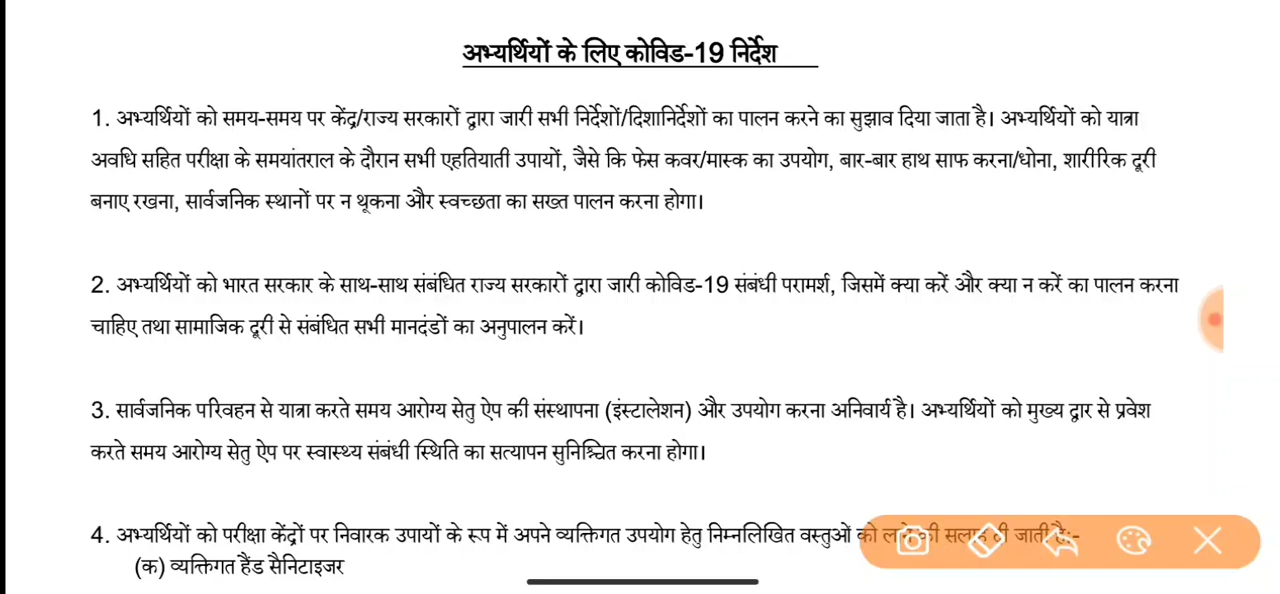 अभ्यर्थियों के लिए कोविड-19 निर्देश
1. अभ्यर्थियों को समय-समय पर केंद्र/राज्य सरकारों द्वारा जारी सभी निर्देशों/दिशानिर्देशों का पालन करने का सुझाव दिया जाता है। अभ्यर्थियों को यात्रा
अवधि सहित परीक्षा के समयांतराल के दौरान सभी एहतियाती उपायों, जैसे कि फेस कवर/मास्क का उपयोग, बार-बार हाथ साफ करना/धोना, शारीरिक दूरी
बनाए रखना, सार्वजनिक स्थानों पर न थूकना और स्वच्छता का सख्त पालन करना होगा।
2. अभ्यर्थियों को भारत सरकार के साथ-साथ संबंधित राज्य सरकारों द्वारा जारी कोविड-19 संबंधी परामर्श, जिसमें क्या करें और क्या न करें का पालन करना
चाहिए तथा सामाजिक दूरी से संबंधित सभी मानदंडों का अनुपालन करें।
3. सार्वजनिक परिवहन से यात्रा करते समय आरोग्य सेतु ऐप की संस्थापना (इंस्टालेशन) और उपयोग करना अनिवार्य है। अभ्यर्थियों को मुख्य द्वार से प्रवेश
करते समय आरोग्य सेतु ऐप पर स्वास्थ्य संबंधी स्थिति का सत्यापन सुनिश्चित करना होगा।
4. अभ्यर्थियों को परीक्षा केंद्रों पर निवारक उपायों के रूप में अपने व्यक्तिगत उपयोग हेतु निम्नलिखित वस्तुओं को लाने की सलाह दी जाती है:-
(क) व्यक्तिगत हैंड सैनिटाइजर